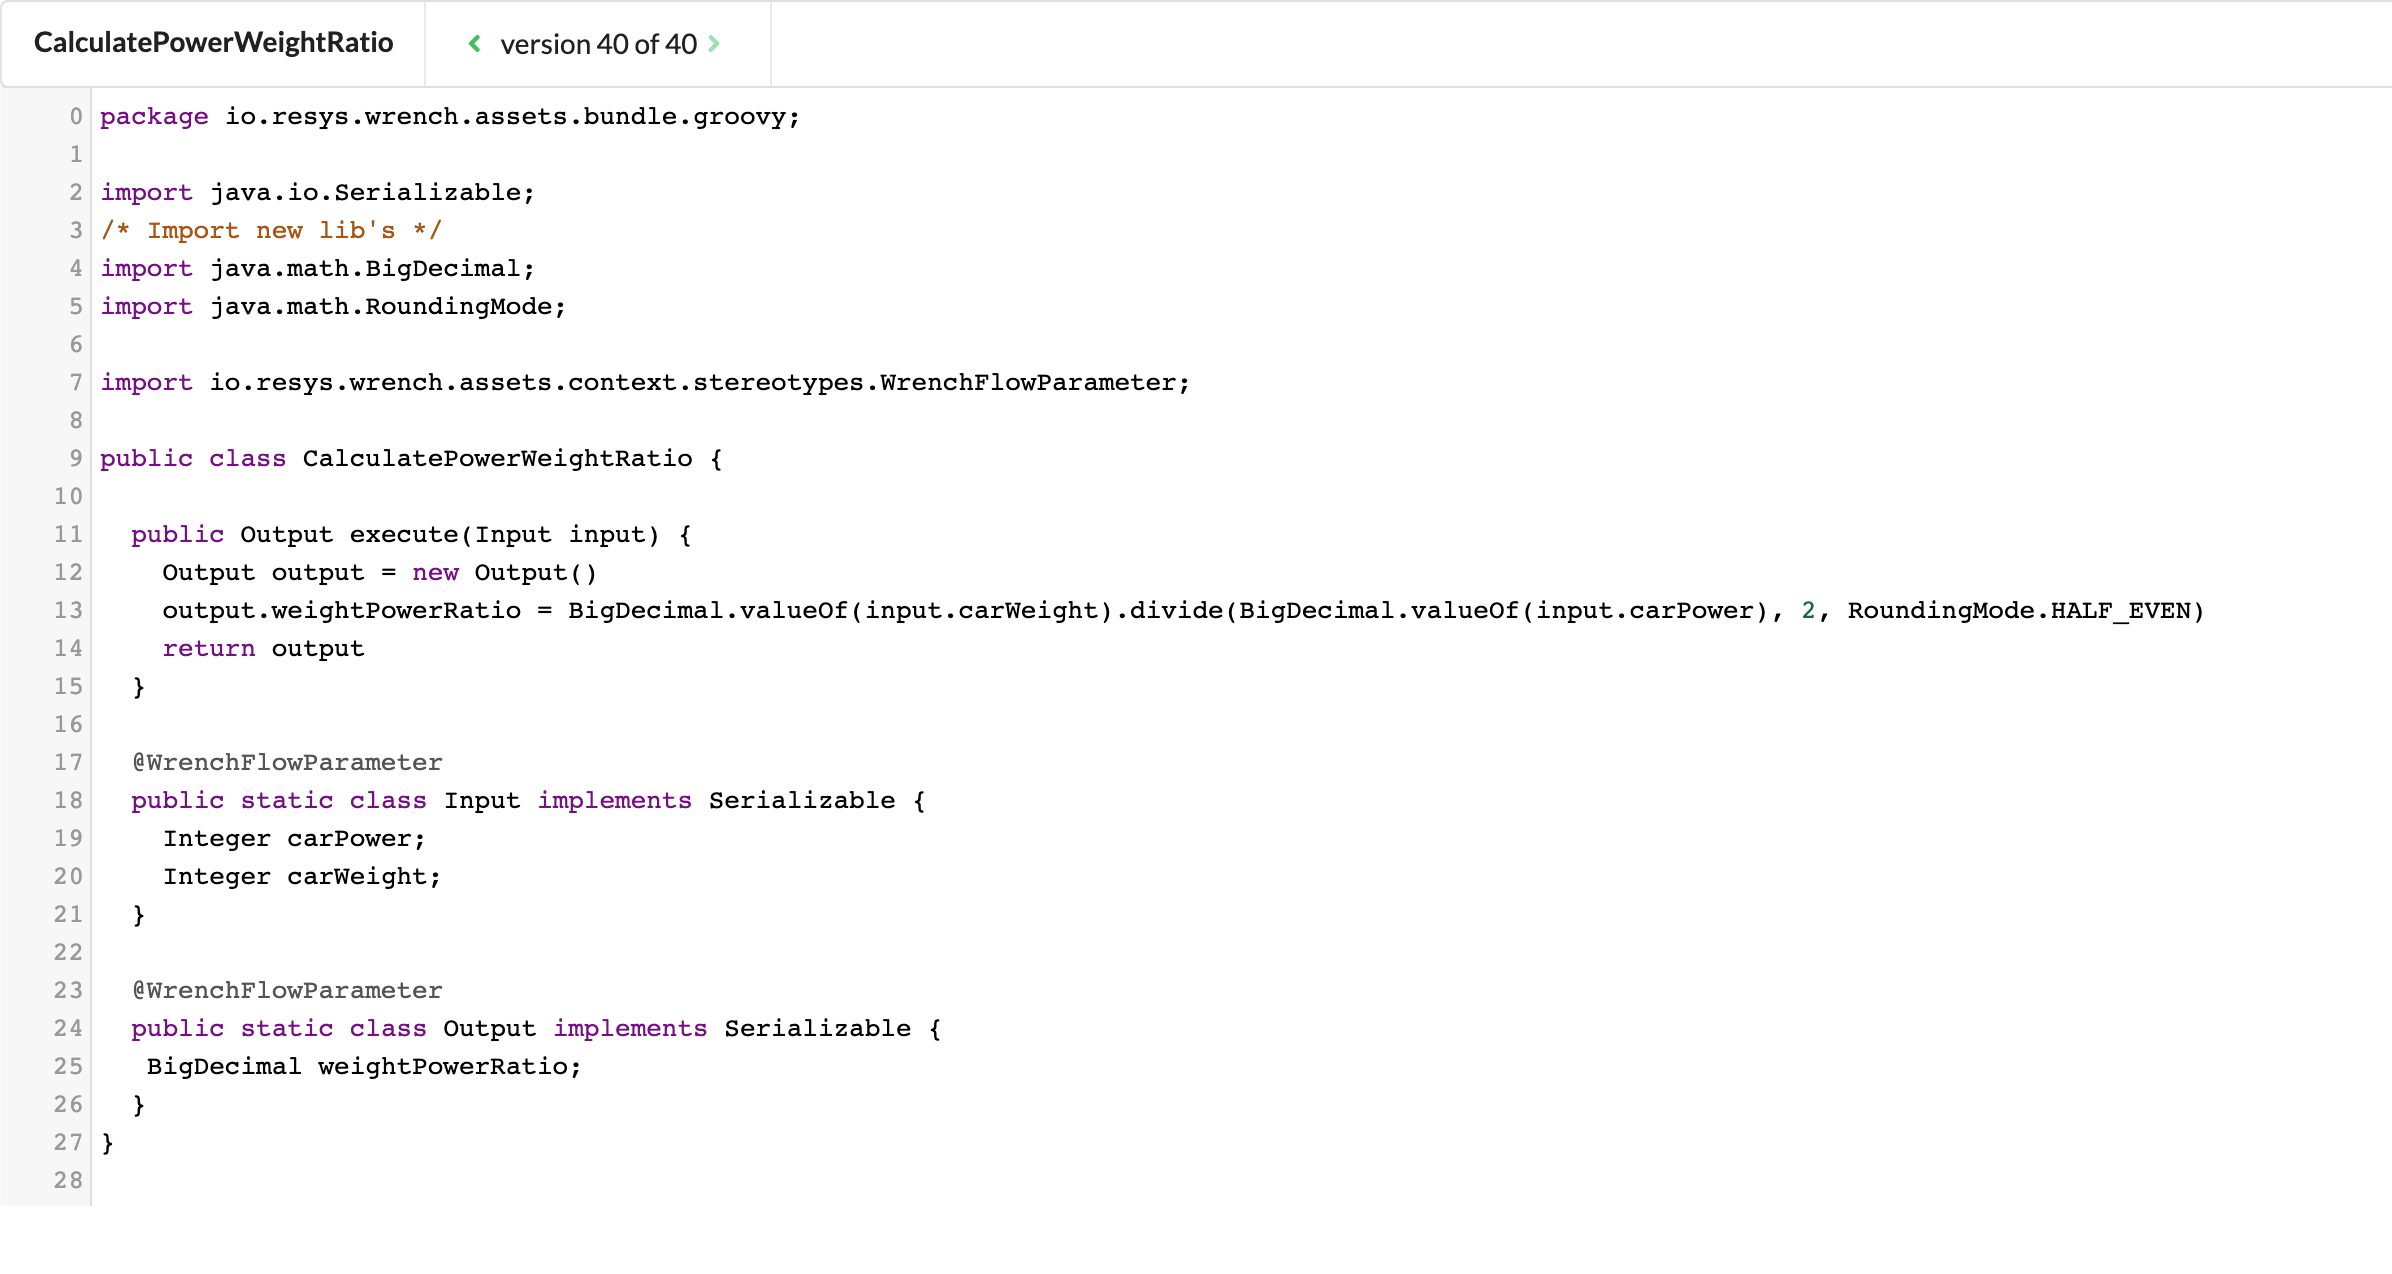 CalculatePowerWeightRatio
version 40 of 40
0 package io.resys.wrench.assets.bundle.groovy;
1
2 import java.io.Serializable;
3 /* Import new lib's */
4 import java.math.BigDecimal;
5 import java.math.RoundingMode;
6
7 import io.resys.wrench.assets.context.stereotypes.WrenchFlowParameter;
8
9 public class CalculatePowerWeightRatio {
10
11   public Output execute(Input input) {
12     Output output = new Output()
13     output.weightPowerRatio = BigDecimal.valueOf(input.carWeight).divide(BigDecimal.valueOf(input.carPower), 2, RoundingMode.HALF_EVEN)
14     return output
15   }
16
17   @WrenchFlowParameter
18   public static class Input implements Serializable {
19     Integer carPower;
20     Integer carWeight;
21   }
22
23   @WrenchFlowParameter
24   public static class Output implements Serializable {
25    BigDecimal weightPowerRatio;
26   }
27 }
28